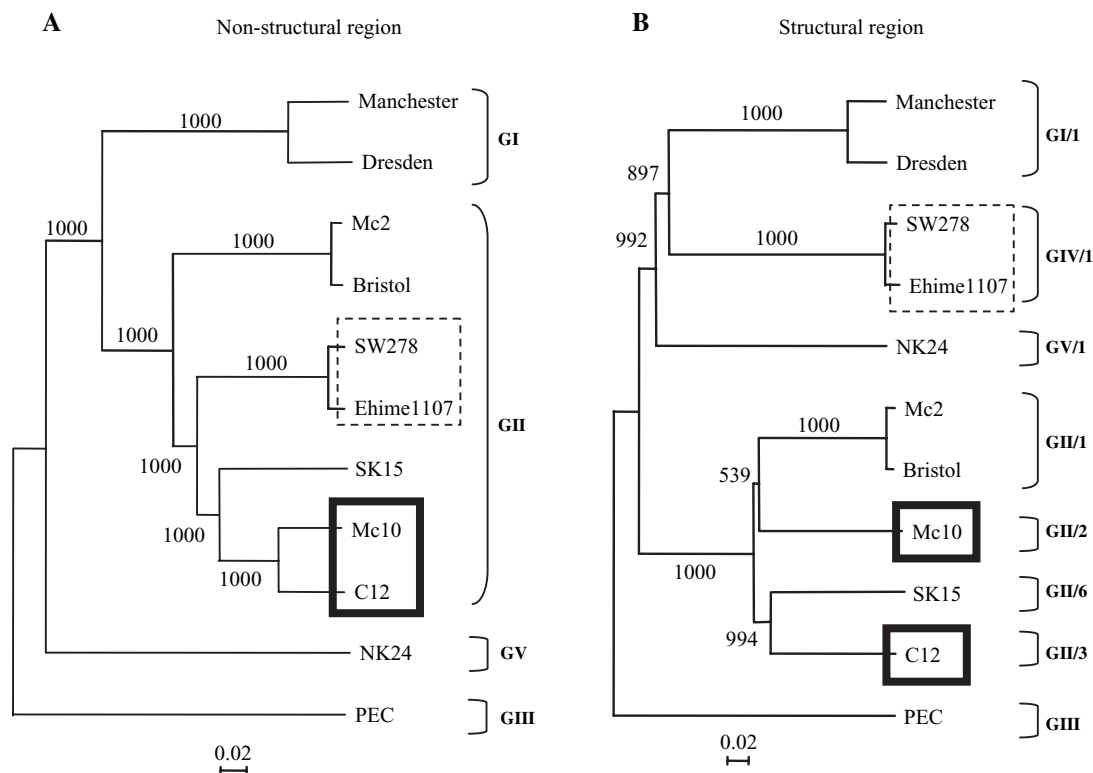 A
Non-structural region
Manchester
1000
GI
Dresden
1000
Mc2
1000
Bristol
1000
SW278
1000
Ehime1107
GII
1000
SK15
1000
Mc10
1000
C12
NK24
GV
PEC
GIII
0.02
B
Structural region
Manchester
1000
GI/1
Dresden
897
SW278
992
1000
GIV/1
Ehime1107
NK24
GV/1
Mc2
1000
GII/1
Bristol
539
Mc10
GII/2
1000
SK15
GII/6
994
C12
GII/3
PEC
GIII
0.02